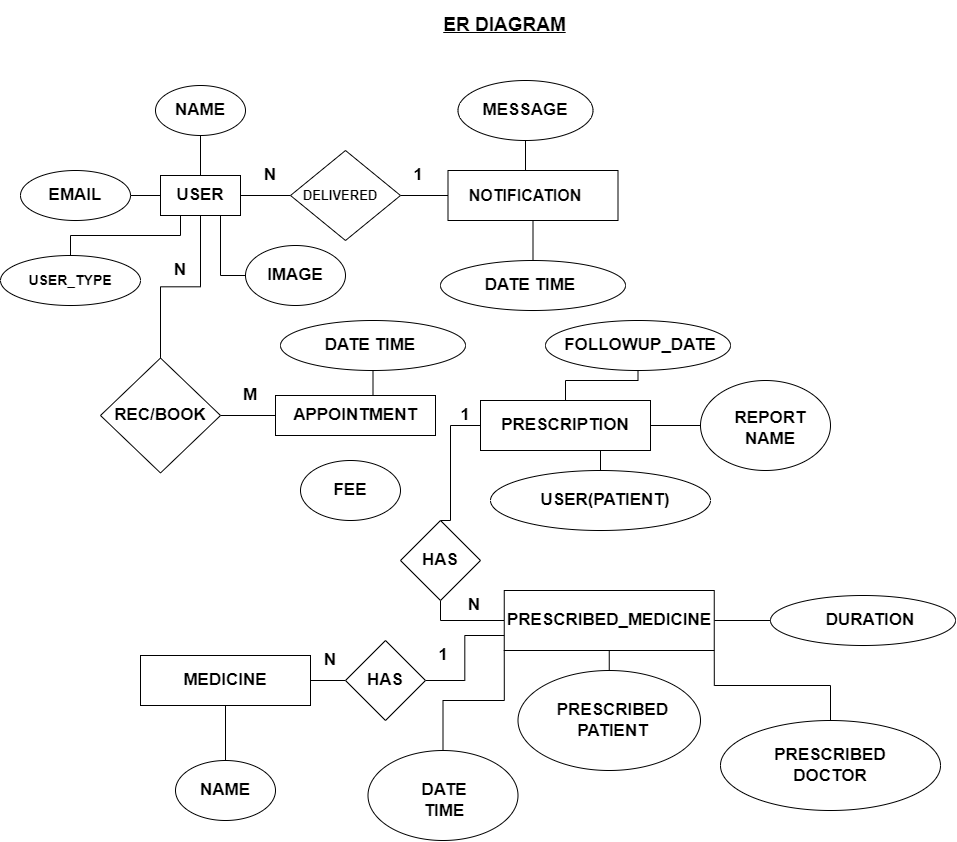 ER DIAGRAM
NAME
MESSAGE
EMAIL
USER
N
DELIVERED
1
NOTIFICATION
USER_TYPE
N
IMAGE
DATE TIME
DATE TIME
FOLLOWUP_DATE
REC/BOOK
M
APPOINTMENT
1
PRESCRIPTION
REPORT
NAME
FEE
USER(PATIENT)
HAS
N
PRESCRIBED_MEDICINE
DURATION
MEDICINE
N
HAS
1
PRESCRIBED
PATIENT
PRESCRIBED
DOCTOR
NAME
DATE
TIME